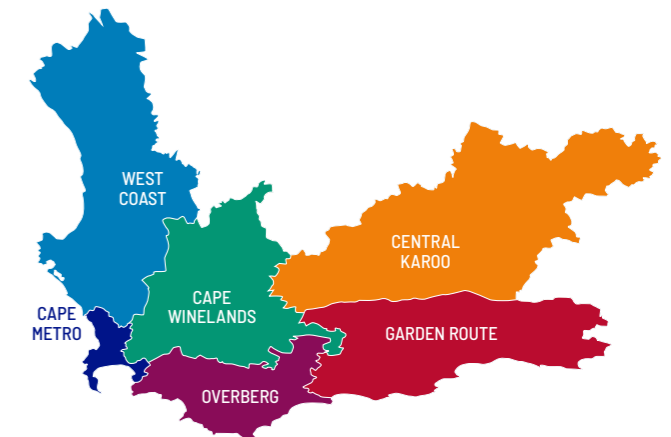 WEST
COAST
CENTRAL
KAROO
CAPE
WINELANDS
CAPE
METRO
GARDEN ROUTE
OVERBERG